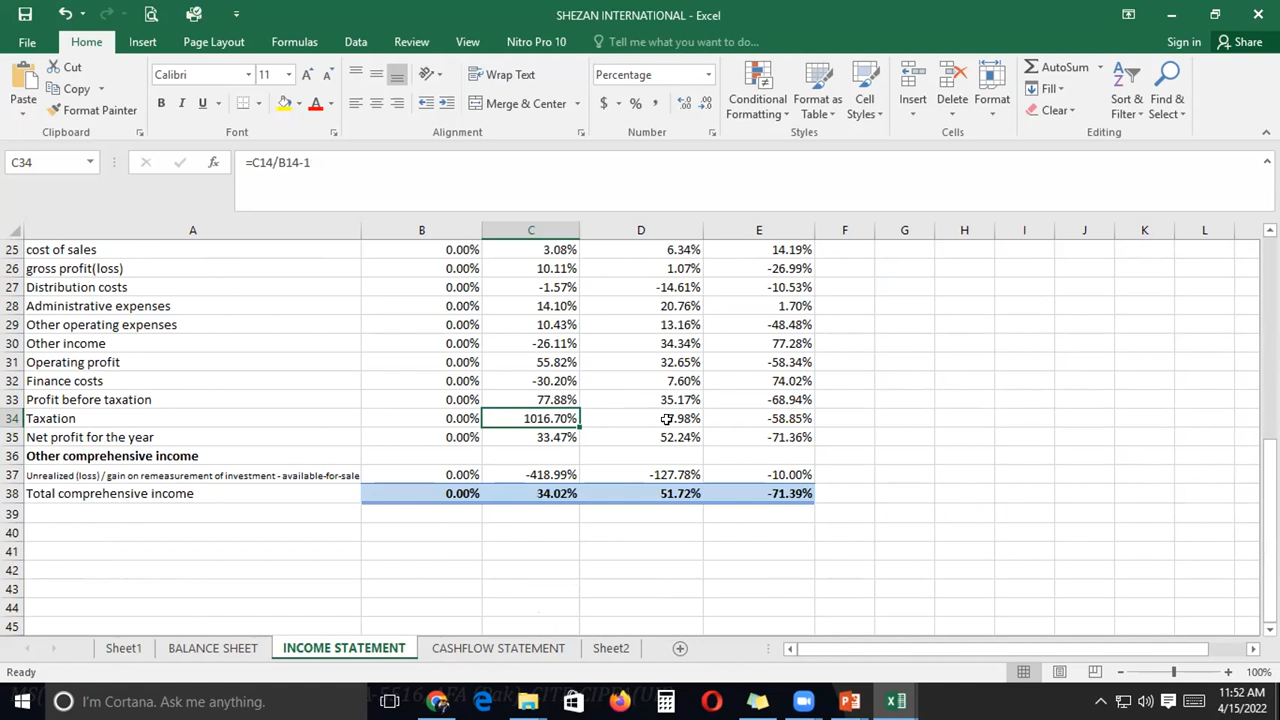 SHEZAN INTERNATIONAL - Excel
File Home Insert Page Layout Formulas Data Review View Nitro Pro 10 Tell me what you want to do... Sign in Share
Paste Cut Copy Format Painter Clipboard
Calibri 11 B I U A Font
Wrap Text Merge & Center Alignment
Percentage $ % , Number
Conditional Formatting Format as Table Cell Styles Styles
Insert Delete Format Cells
AutoSum Fill Clear Sort & Filter Find & Select Editing
C34 fx =C14/B14-1
A B C D E F G H I J K L
25 cost of sales 0.00% 3.08% 6.34% 14.19%
26 gross profit(loss) 0.00% 10.11% 1.07% -26.99%
27 Distribution costs 0.00% -1.57% -14.61% -10.53%
28 Administrative expenses 0.00% 14.10% 20.76% 1.70%
29 Other operating expenses 0.00% 10.43% 13.16% -48.48%
30 Other income 0.00% -26.11% 34.34% 77.28%
31 Operating profit 0.00% 55.82% 32.65% -58.34%
32 Finance costs 0.00% -30.20% 7.60% 74.02%
33 Profit before taxation 0.00% 77.88% 35.17% -68.94%
34 Taxation 0.00% 1016.70% .98% -58.85%
35 Net profit for the year 0.00% 33.47% 52.24% -71.36%
36 Other comprehensive income
37 Unrealized (loss) / gain on remeasurement of investment - available-for-sale 0.00% -418.99% -127.78% -10.00%
38 Total comprehensive income 0.00% 34.02% 51.72% -71.39%
39
40
41
42
43
44
45
Sheet1 BALANCE SHEET INCOME STATEMENT CASHFLOW STATEMENT Sheet2
Ready 100%
I'm Cortana. Ask me anything.
11:52 AM
4/15/2022